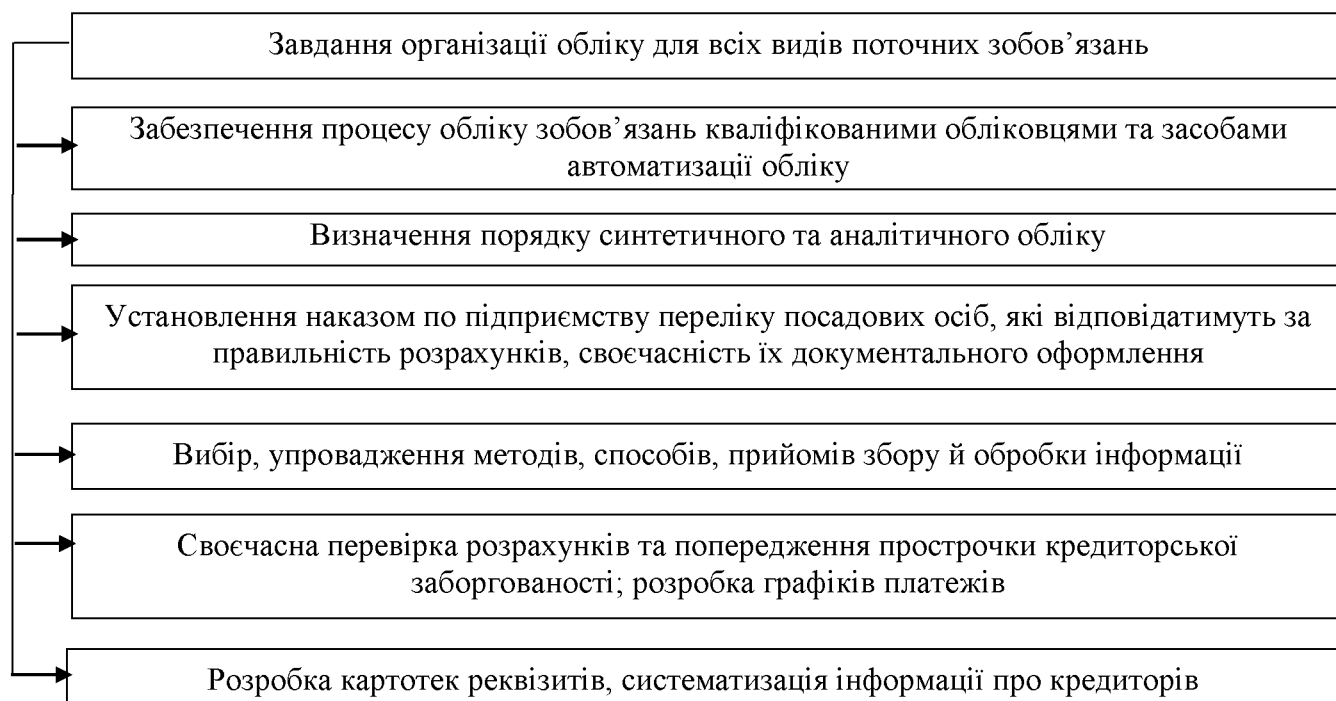 Завдання організації обліку для всіх видів поточних зобов’язань
Забезпечення процесу обліку зобов’язань кваліфікованими обліковцями та засобами
автоматизації обліку
Визначення порядку синтетичного та аналітичного обліку
Установлення наказом по підприємству переліку посадових осіб, які відповідатимуть за
правильність розрахунків, своєчасність їх документального оформлення
Вибір, упровадження методів, способів, прийомів збору й обробки інформації
Своєчасна перевірка розрахунків та попередження прострочки кредиторської
заборгованості; розробка графіків платежів
Розробка картотек реквізитів, систематизація інформації про кредиторів